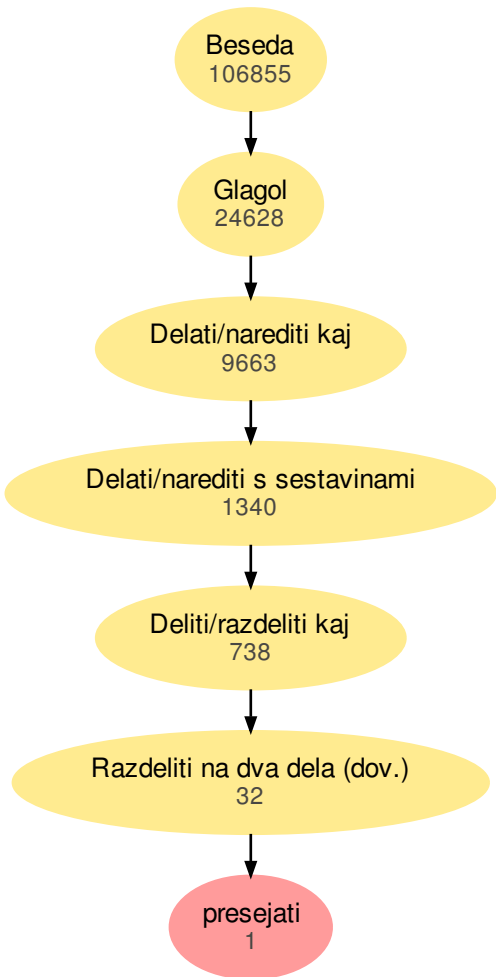 Beseda
106855
Glagol
24628
Delati/narediti kaj
9663
Delati/narediti s sestavinami
1340
Deliti/razdeliti kaj
738
Razdeliti na dva dela (dov.)
32
presejati
1